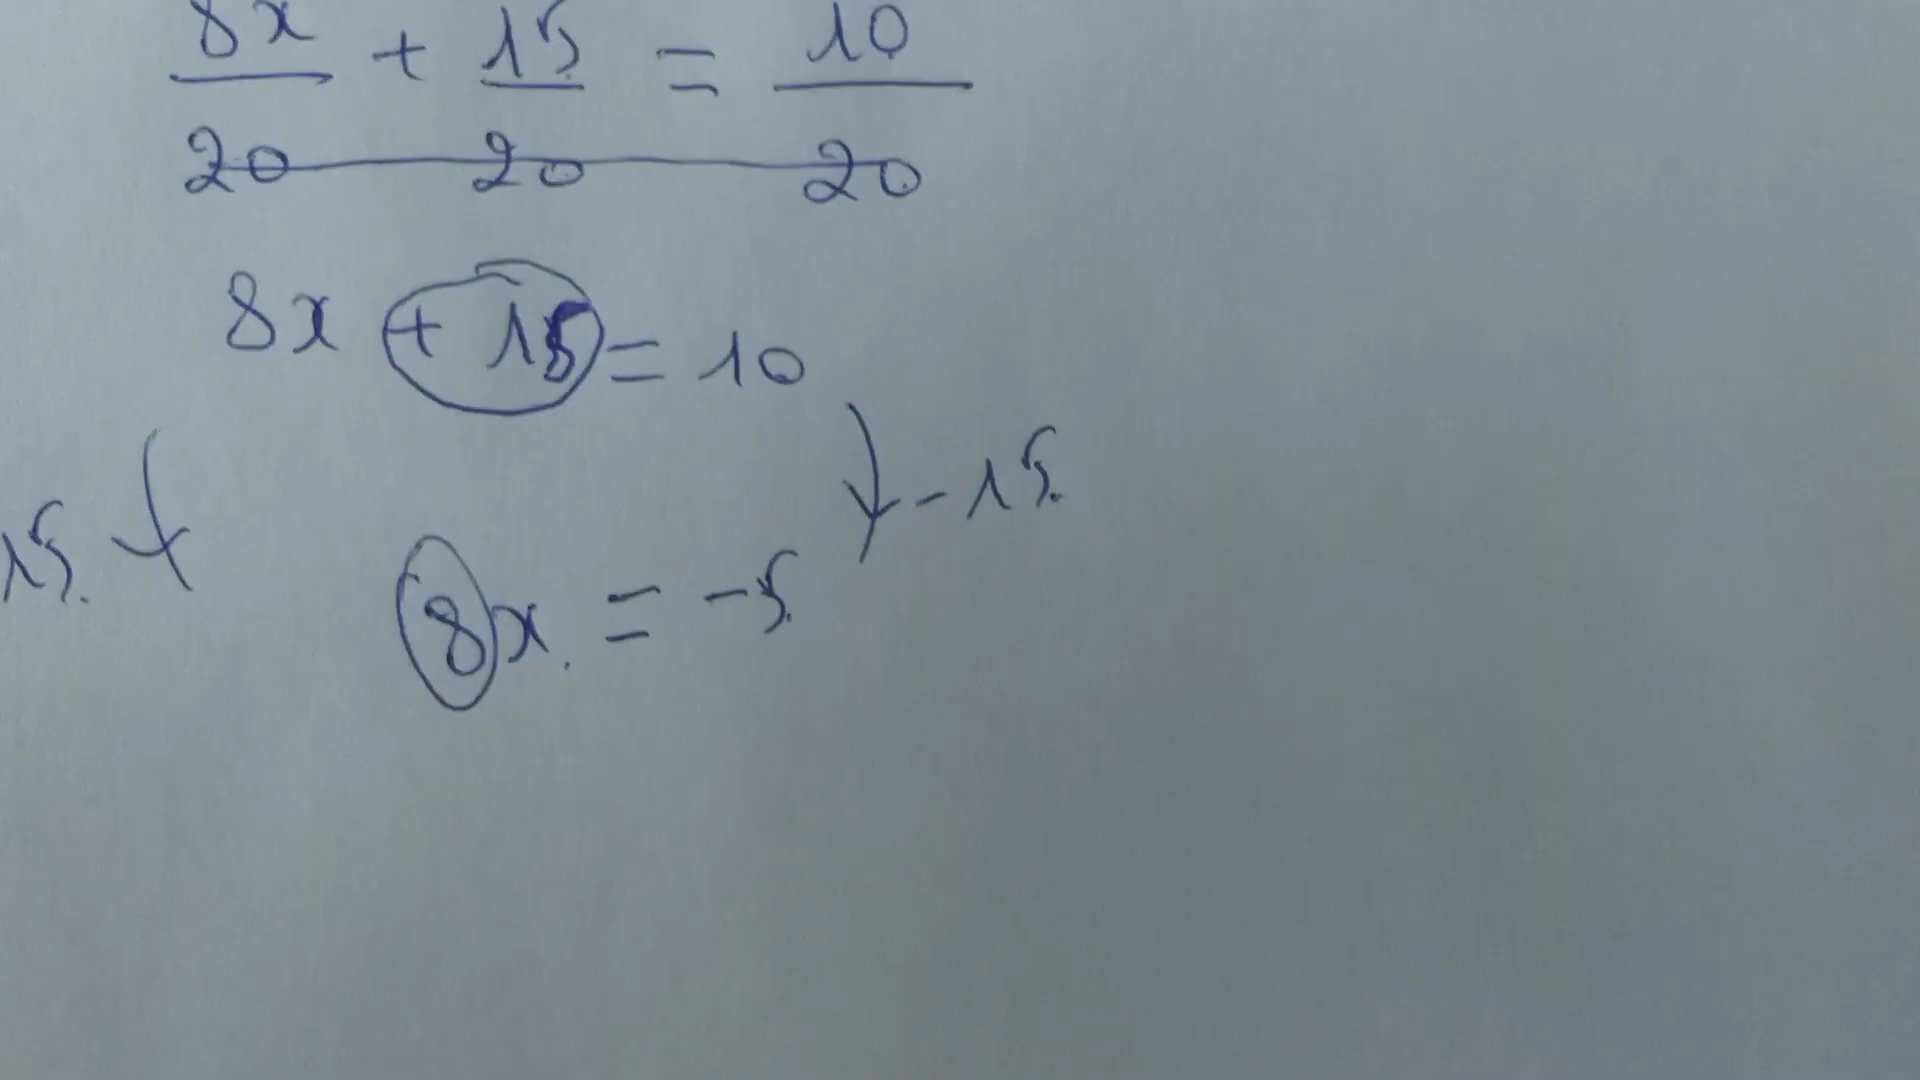 8x + 15 = 10
20 20 20
8x + 15 = 10
- 15
15
8x = -5